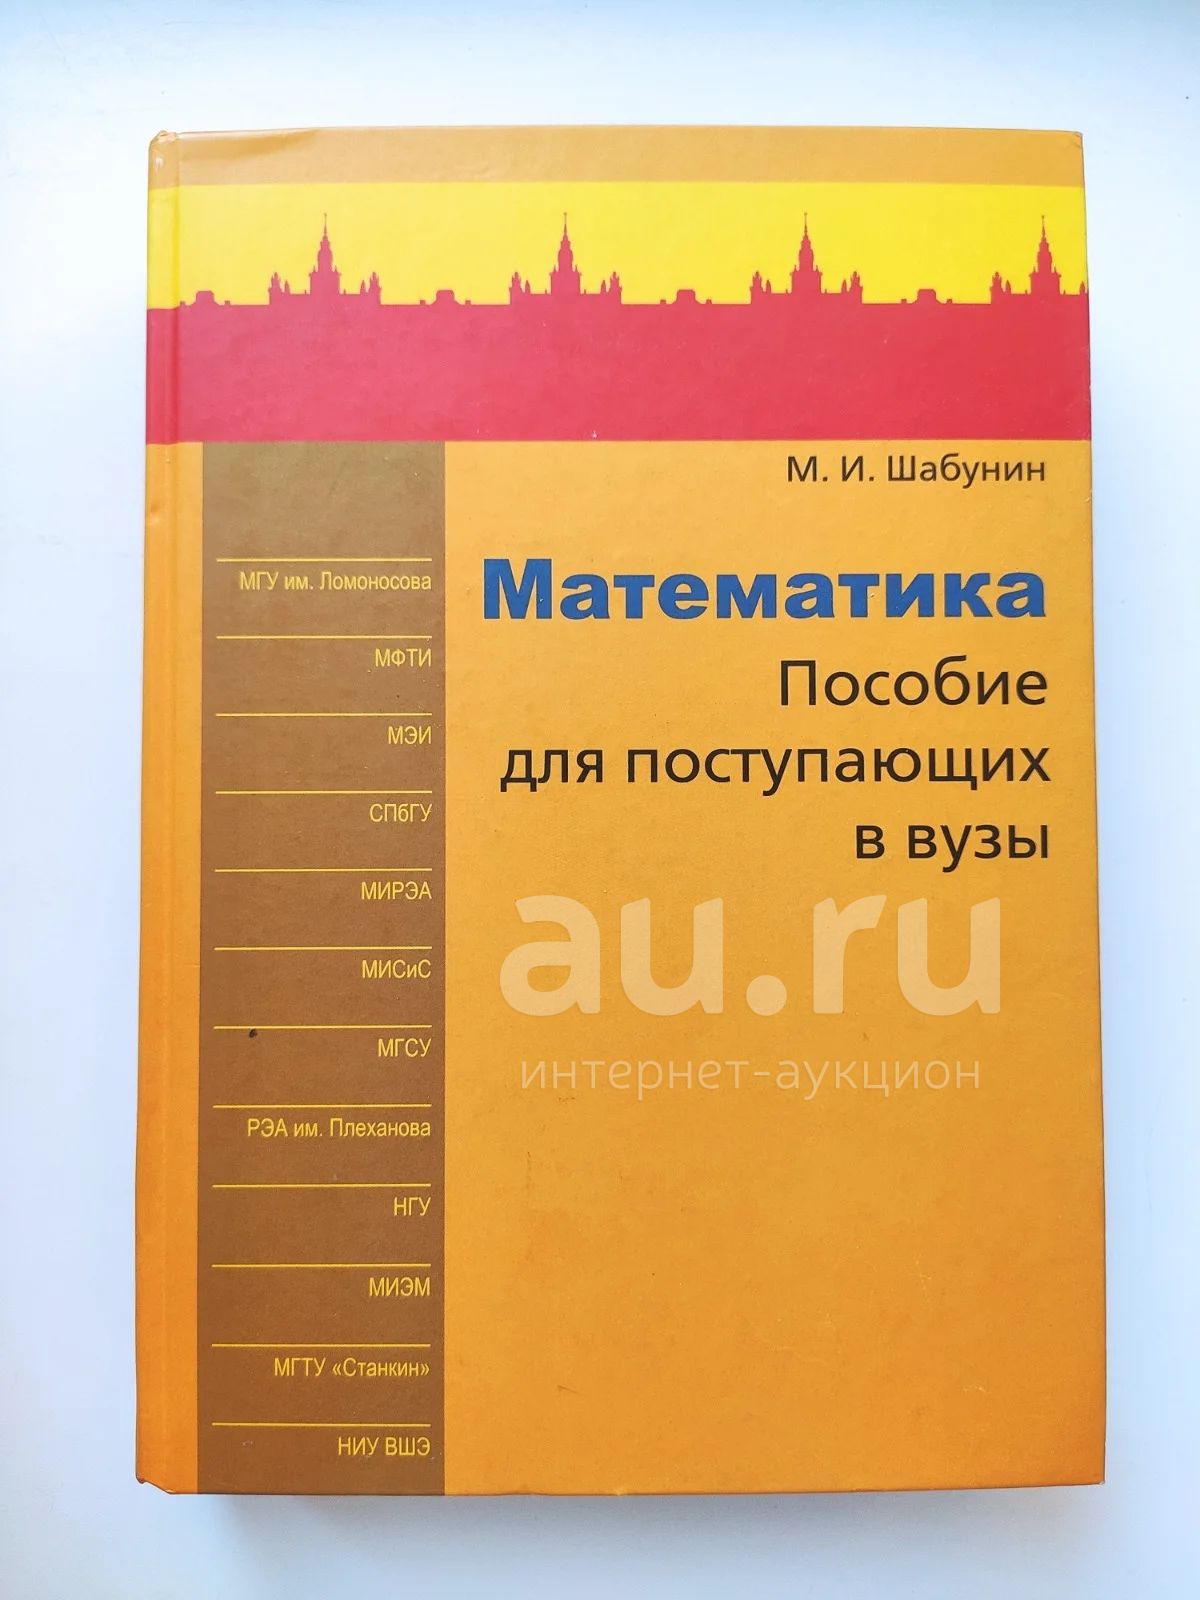 М. И. Шабунин
Математика
Пособие
для поступающих
в вузы
МГУ им. Ломоносова
МФТИ
МЭИ
СПбГУ
МИРЭА
МИСиС
МГСУ
РЭА им. Плеханова
НГУ
МИЭМ
МГТУ «Станкин»
НИУ ВШЭ
au.ru
интернет-аукцион